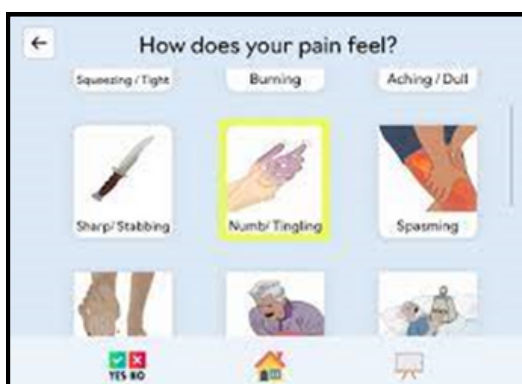 How does your pain feel?
Squeezing / Tight
Burning
Aching / Dull
Sharp/ Stabbing
Numb/ Tingling
Spasming
YES NO